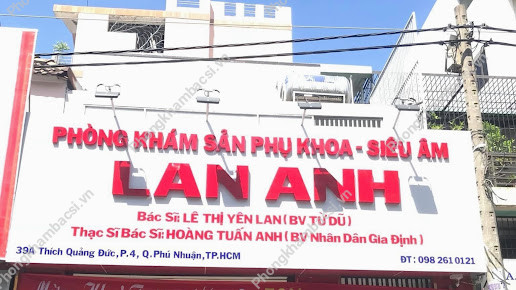 PHÒNG KHÁM SẢN PHỤ KHOA - SIÊU ÂM
LAN ANH
Bác Sĩ: LÊ THỊ YÊN LAN ( BV TỪ DŨ )
Thạc Sĩ Bác Sĩ: HOÀNG TUẤN ANH ( BV Nhân Dân Gia Định )
39A Thích Quảng Đức, P.4, Q.Phú Nhuận,TP.HCM
ĐT : 098 261 0121
phongkhambacsi.vn